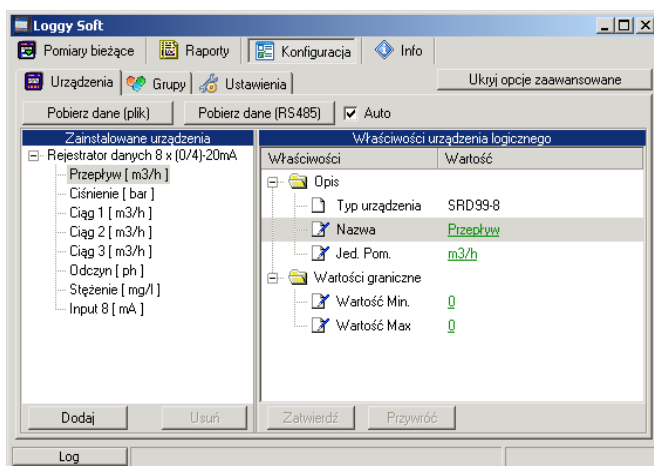 Loggy Soft
Pomiary bieżące Raporty Konfiguracja Info
Urządzenia Grupy Ustawienia Ukryj opcje zaawansowane
Pobierz dane (plik) Pobierz dane (RS485) Auto
Zainstalowane urządzenia
Rejestrator danych 8 x (0/4)-20mA
Przepływ [ m3/h ]
Ciśnienie [ bar ]
Ciąg 1 [ m3/h ]
Ciąg 2 [ m3/h ]
Ciąg 3 [ m3/h ]
Odczyn [ ph ]
Stężenie [ mg/l ]
Input 8 [ mA ]
Dodaj Usuń
Właściwości urządzenia logicznego
Właściwości Wartość
Opis
Typ urządzenia SRD99-8
Nazwa Przepływ
Jed. Pom. m3/h
Wartości graniczne
Wartość Min. 0
Wartość Max 0
Zatwierdź Przywróć
Log